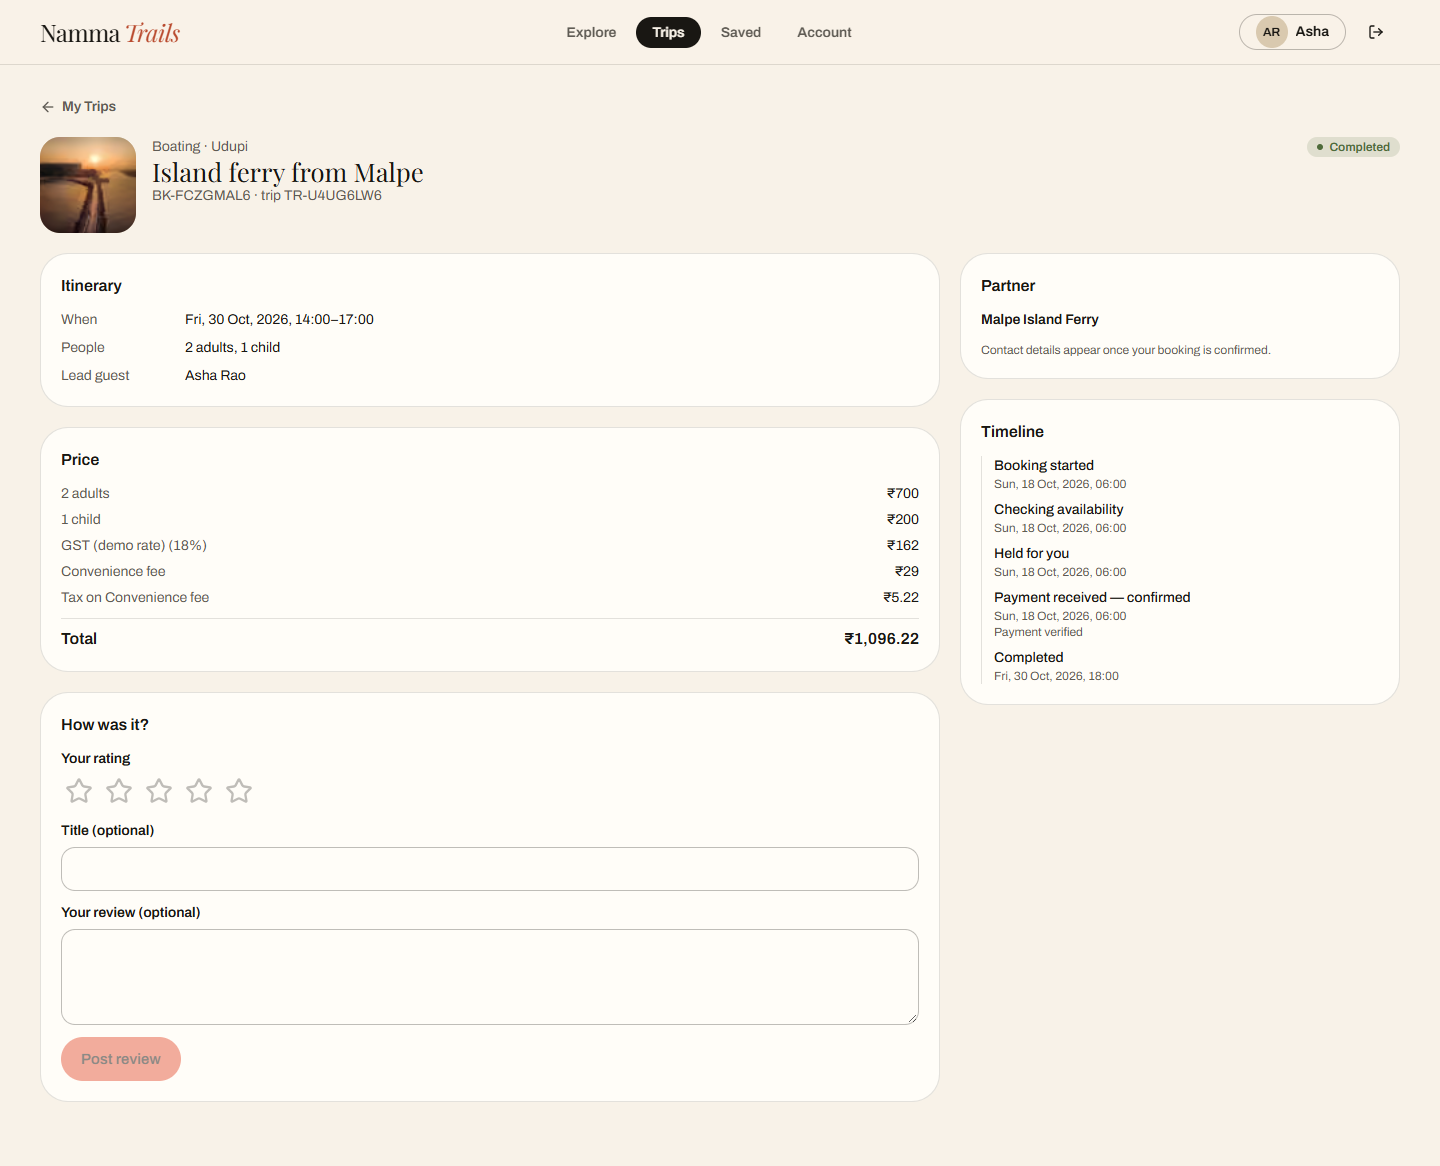 Namma Trails
Explore
Trips
Saved
Account
AR
Asha
My Trips
Boating · Udupi
Island ferry from Malpe
BK-FCZGMAL6 · trip TR-U4UG6LW6
Completed
Itinerary
When Fri, 30 Oct, 2026, 14:00–17:00
People 2 adults, 1 child
Lead guest Asha Rao
Price
2 adults ₹700
1 child ₹200
GST (demo rate) (18%) ₹162
Convenience fee ₹29
Tax on Convenience fee ₹5.22
Total ₹1,096.22
How was it?
Your rating
Title (optional)
Your review (optional)
Post review
Partner
Malpe Island Ferry
Contact details appear once your booking is confirmed.
Timeline
Booking started
Sun, 18 Oct, 2026, 06:00
Checking availability
Sun, 18 Oct, 2026, 06:00
Held for you
Sun, 18 Oct, 2026, 06:00
Payment received — confirmed
Sun, 18 Oct, 2026, 06:00
Payment verified
Completed
Fri, 30 Oct, 2026, 18:00